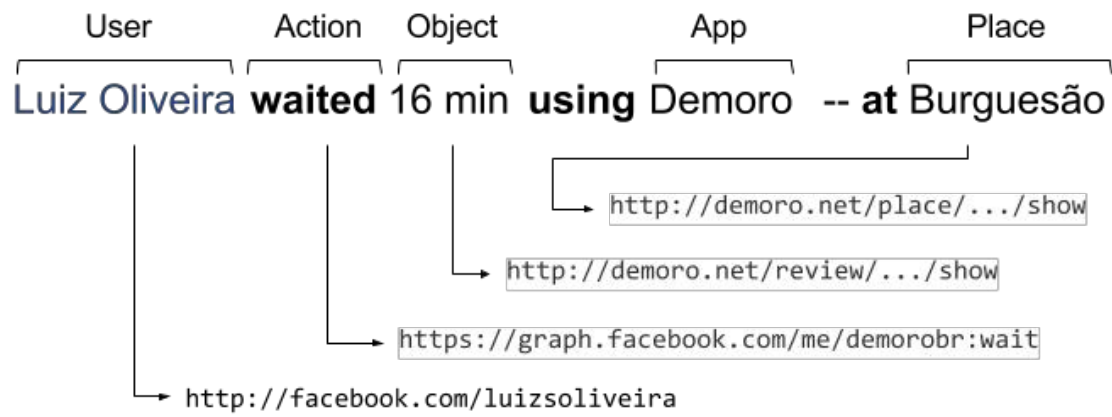 User Action Object App Place
Luiz Oliveira waited 16 min using Demoro -- at Burguesão
http://demoro.net/place/.../show
http://demoro.net/review/.../show
https://graph.facebook.com/me/demorobr:wait
http://facebook.com/luizsoliveira